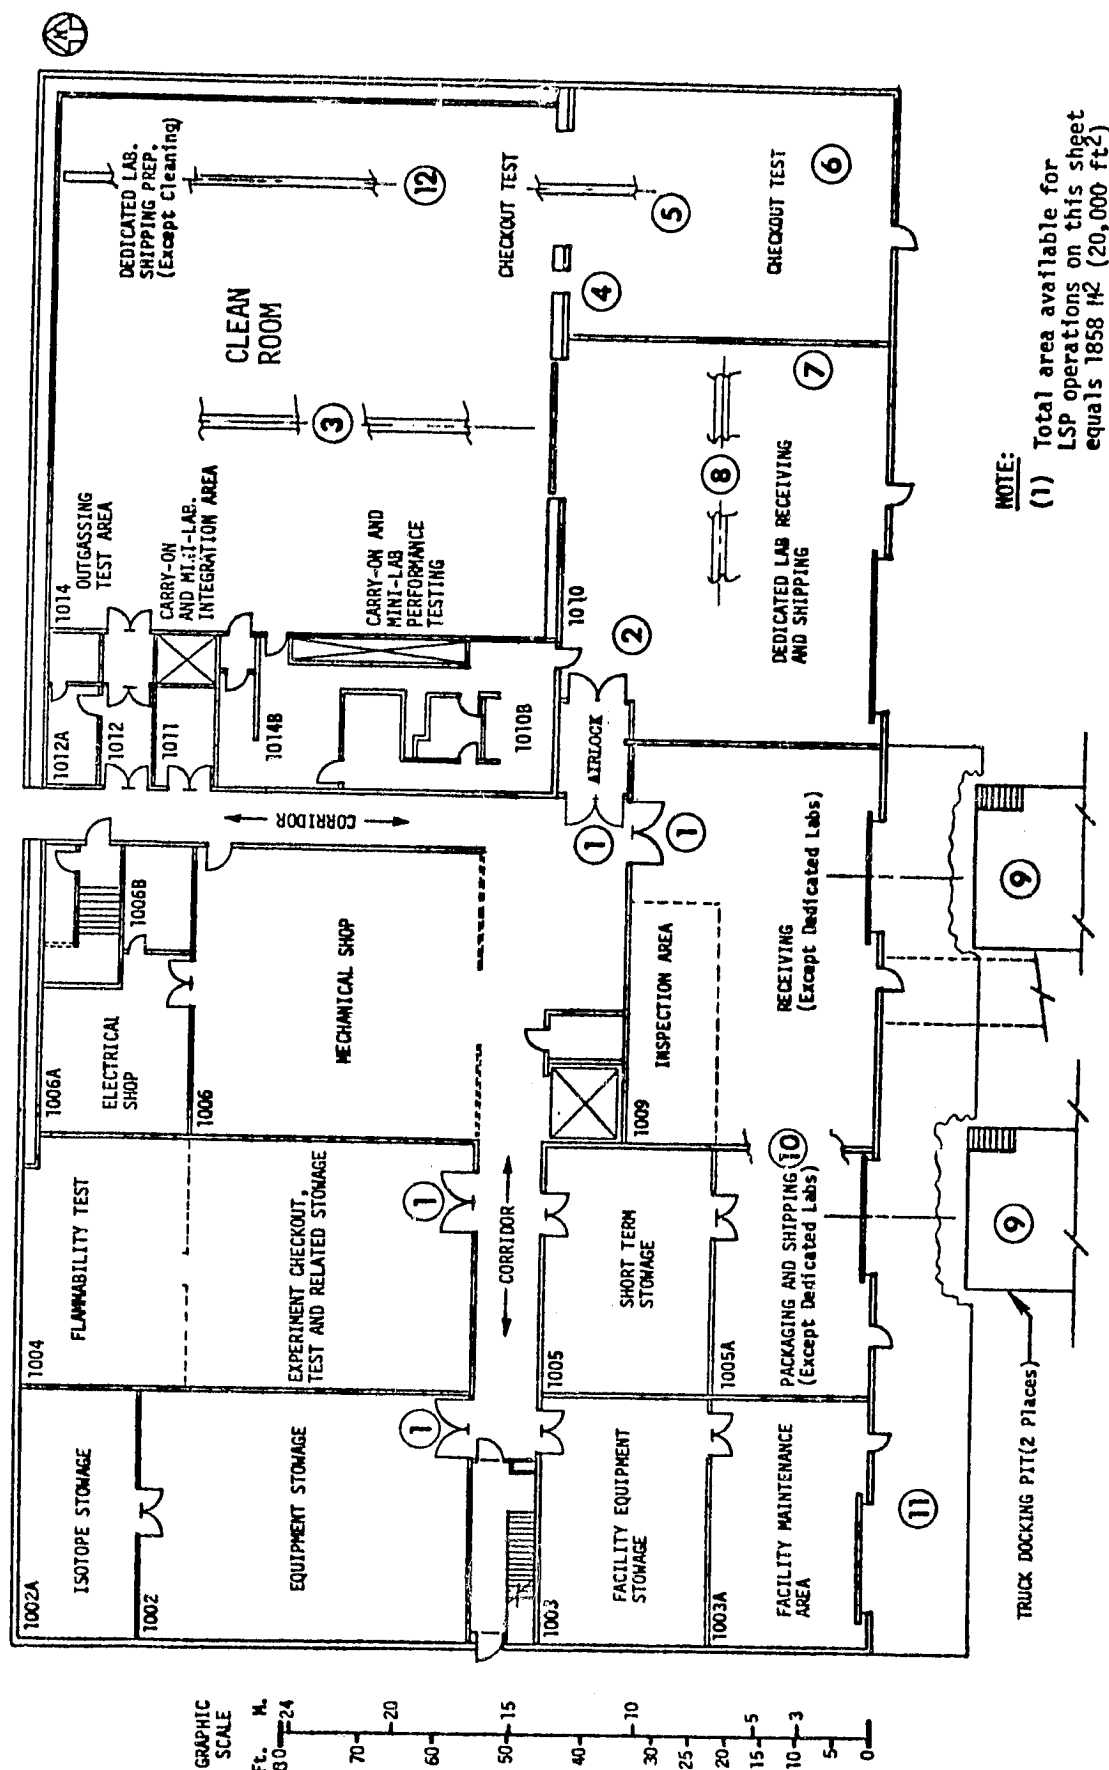 N
1002A
ISOTOPE STOWAGE
1002
EQUIPMENT STOWAGE
1004
FLAMMABILITY TEST
EXPERIMENT CHECKOUT,
TEST AND RELATED STOWAGE
1006A
ELECTRICAL
SHOP
1006B
1006
MECHANICAL SHOP
CORRIDOR
1012A
1012
1011
1014B
1010B
AIRLOCK
1014
OUTGASSING
TEST AREA
CARRY-ON
AND MINI-LAB.
INTEGRATION AREA
CARRY-ON AND
MINI-LAB
PERFORMANCE
TESTING
1010
CLEAN
ROOM
DEDICATED LAB.
SHIPPING PREP.
(Except Cleaning)
CHECKOUT TEST
CHECKOUT TEST
1
1
CORRIDOR
1
1
2
3
4
5
6
7
8
12
1003
FACILITY EQUIPMENT
STOWAGE
1003A
FACILITY MAINTENANCE
AREA
1005
SHORT TERM
STOWAGE
1005A
PACKAGING AND SHIPPING
(Except Dedicated Labs)
10
1009
INSPECTION AREA
RECEIVING
(Except Dedicated Labs)
DEDICATED LAB RECEIVING
AND SHIPPING
11
9
9
TRUCK DOCKING PIT(2 Places)
GRAPHIC
SCALE
Ft. M.
80 24
70 20
60
50 15
40
30 10
25
20
15 5
10 3
5
0
NOTE:
(1) Total area available for
LSP operations on this sheet
equals 1858 M2 (20,000 ft2)